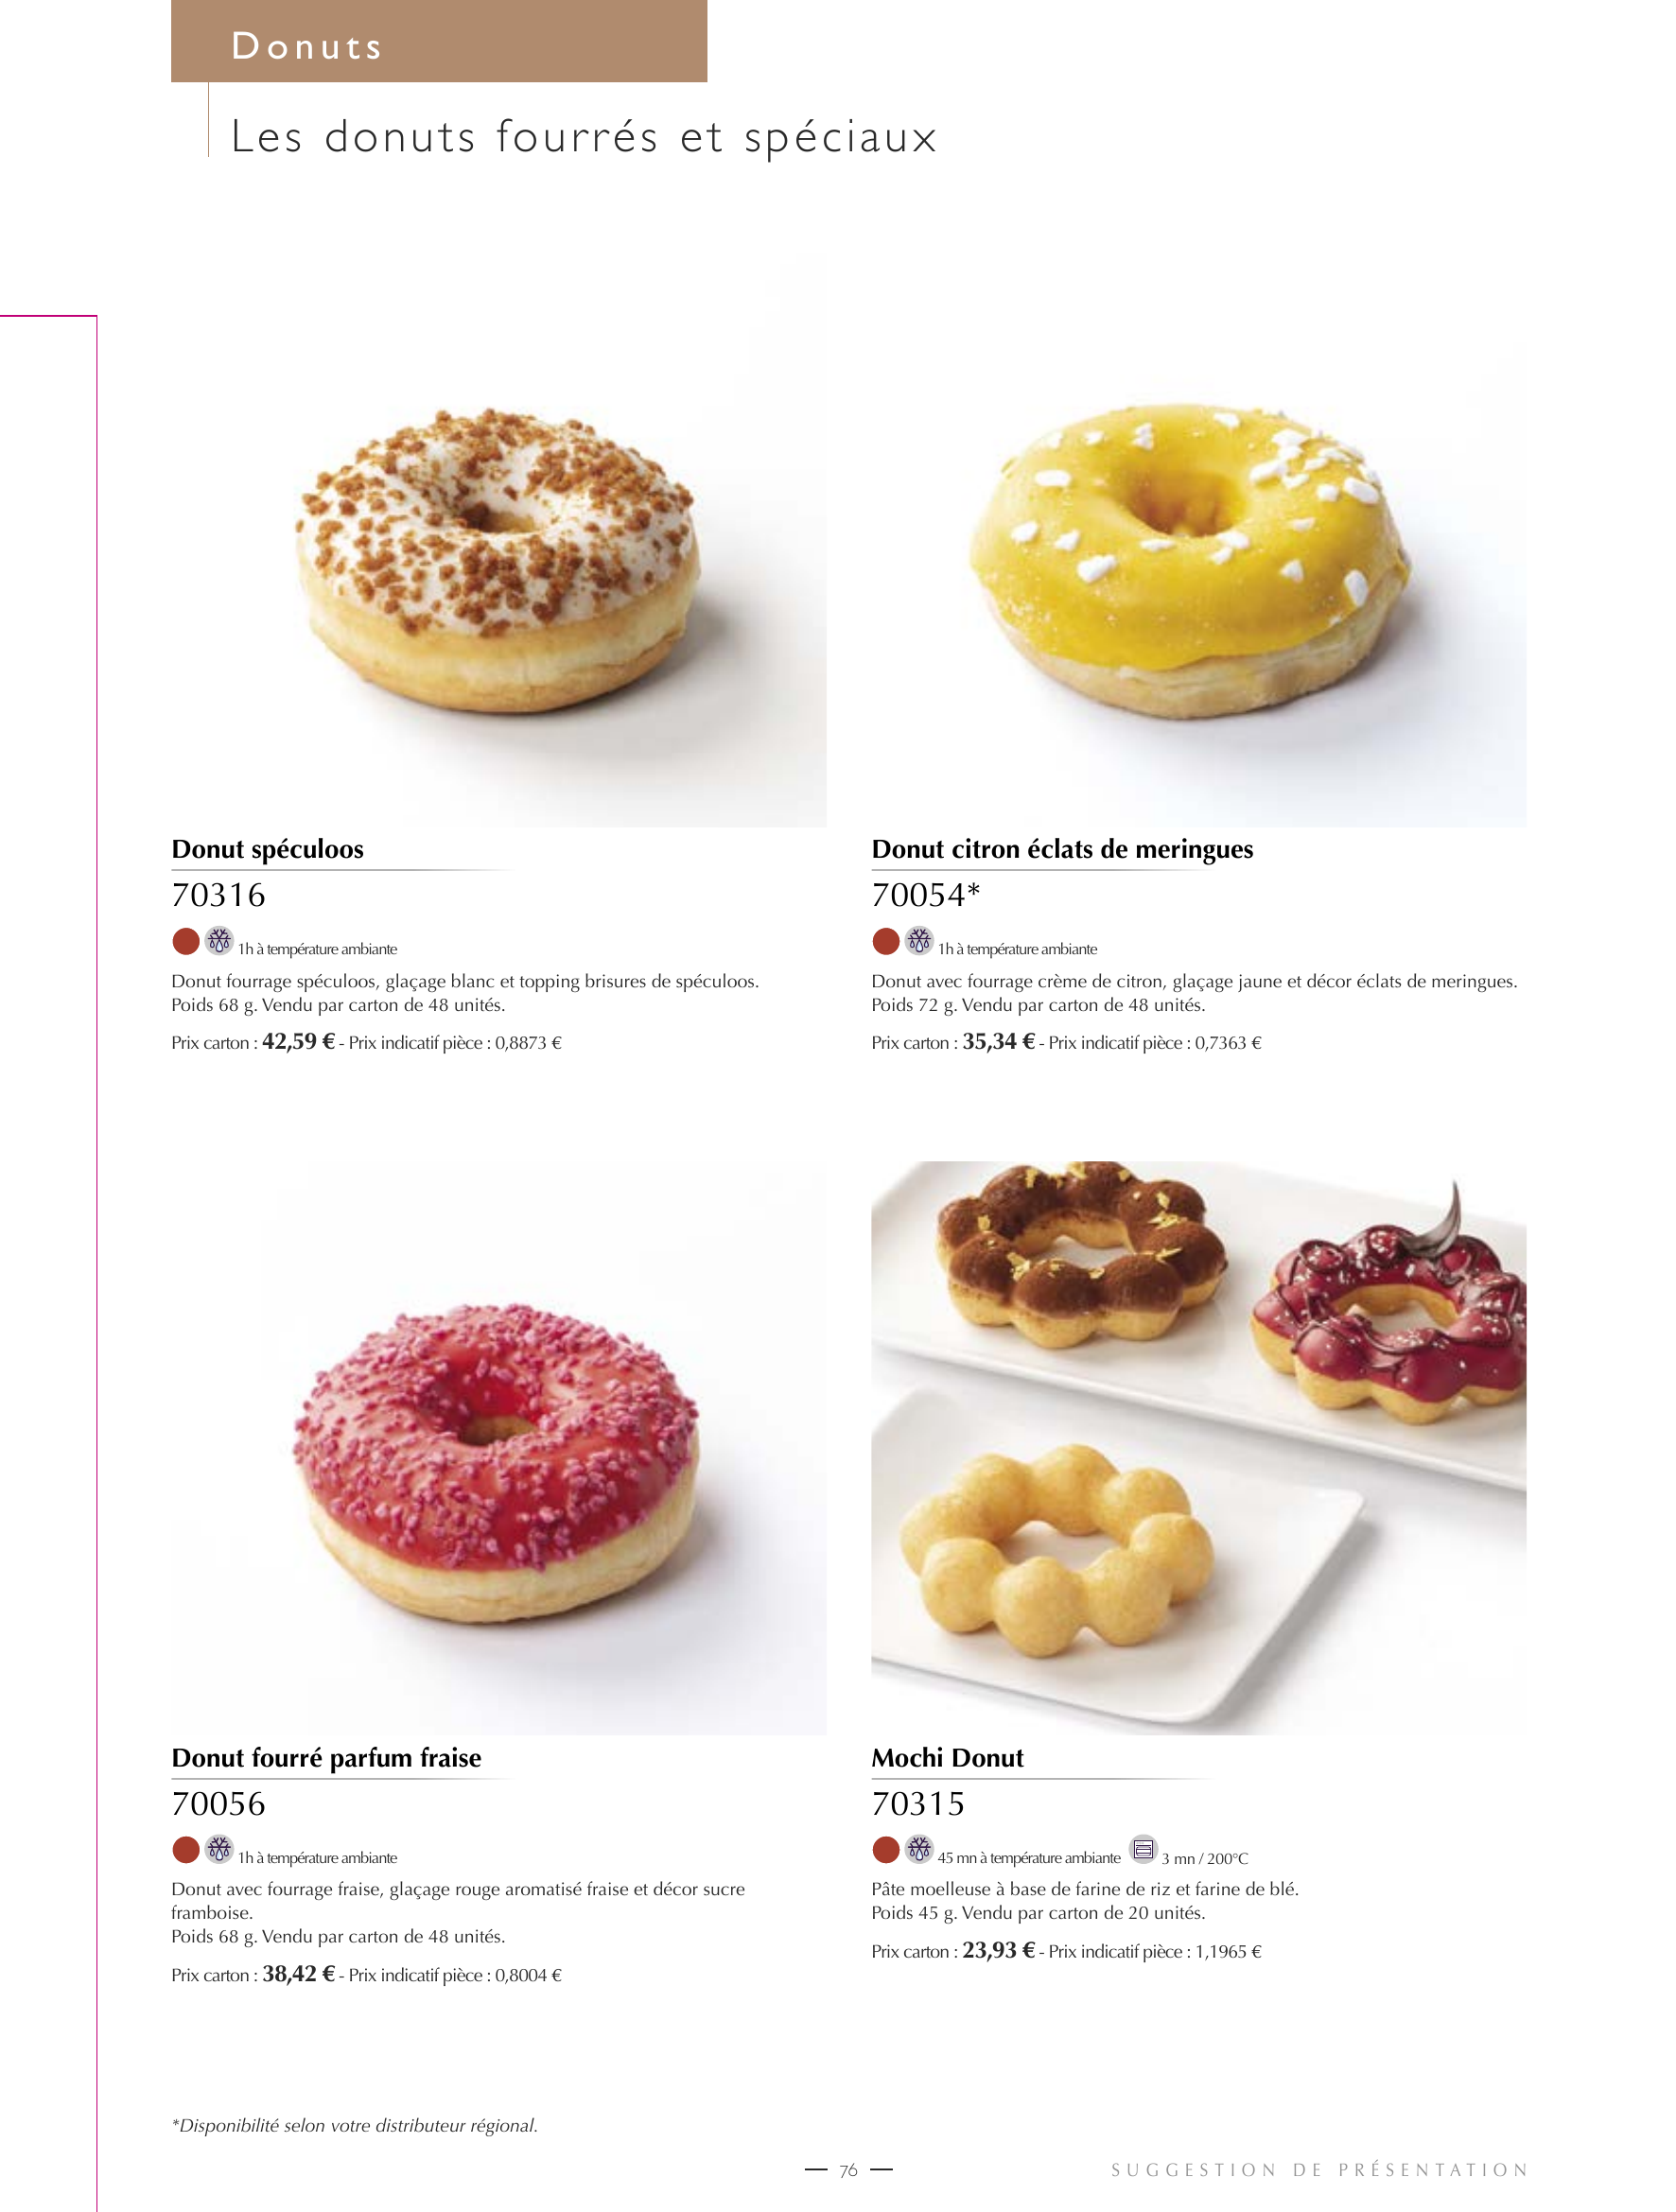 Donuts
Les donuts fourrés et spéciaux
Donut spéculoos
70316
1h à température ambiante
Donut fourrage spéculoos, glaçage blanc et topping brisures de spéculoos.
Poids 68 g. Vendu par carton de 48 unités.
Prix carton : 42,59 € - Prix indicatif pièce : 0,8873 €
Donut citron éclats de meringues
70054*
1h à température ambiante
Donut avec fourrage crème de citron, glaçage jaune et décor éclats de meringues.
Poids 72 g. Vendu par carton de 48 unités.
Prix carton : 35,34 € - Prix indicatif pièce : 0,7363 €
Donut fourré parfum fraise
70056
1h à température ambiante
Donut avec fourrage fraise, glaçage rouge aromatisé fraise et décor sucre
framboise.
Poids 68 g. Vendu par carton de 48 unités.
Prix carton : 38,42 € - Prix indicatif pièce : 0,8004 €
Mochi Donut
70315
45 mn à température ambiante 3 mn / 200°C
Pâte moelleuse à base de farine de riz et farine de blé.
Poids 45 g. Vendu par carton de 20 unités.
Prix carton : 23,93 € - Prix indicatif pièce : 1,1965 €
*Disponibilité selon votre distributeur régional.
76
SUGGESTION DE PRÉSENTATION